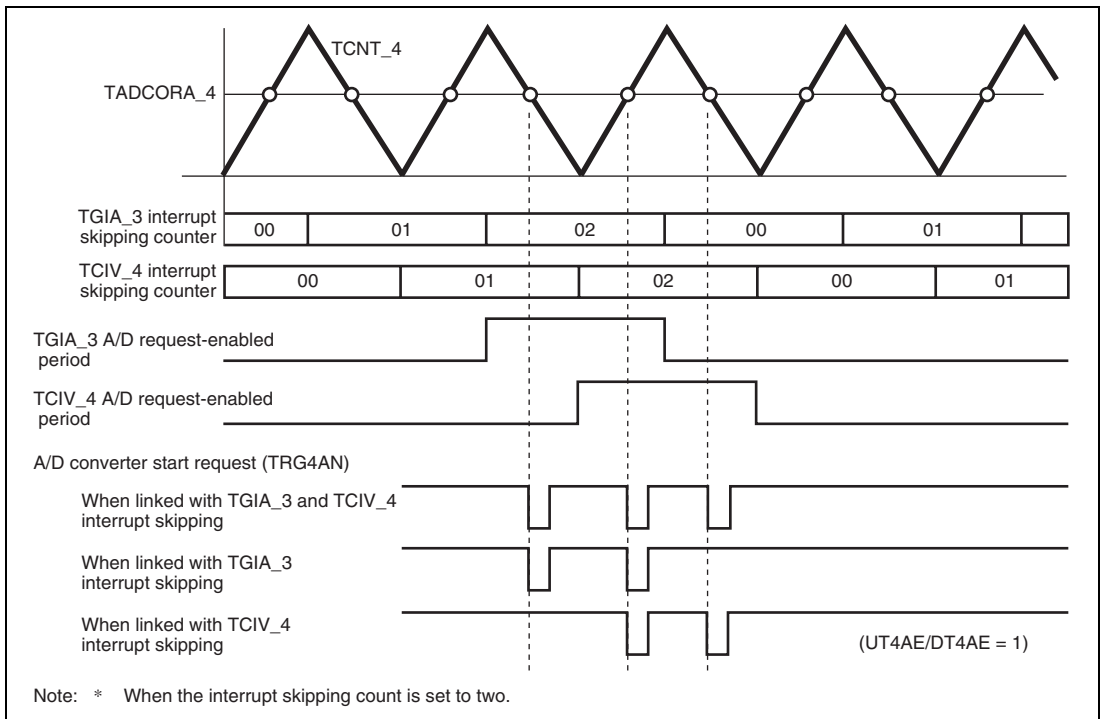 TCNT_4
TADCORA_4
TGIA_3 interrupt
skipping counter
00 01 02 00 01
TCIV_4 interrupt
skipping counter
00 01 02 00 01
TGIA_3 A/D request-enabled
period
TCIV_4 A/D request-enabled
period
A/D converter start request (TRG4AN)
When linked with TGIA_3 and TCIV_4
interrupt skipping
When linked with TGIA_3
interrupt skipping
When linked with TCIV_4
interrupt skipping
(UT4AE/DT4AE = 1)
Note: * When the interrupt skipping count is set to two.